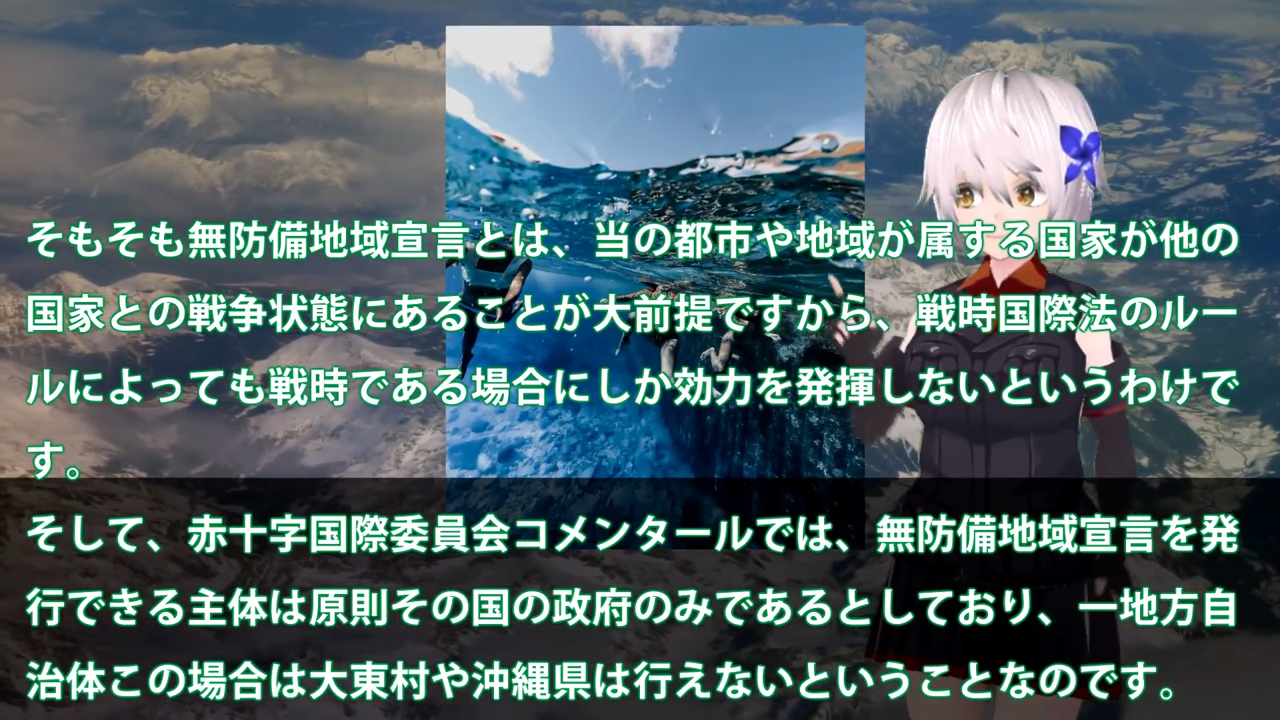 そもそも無防備地域宣言とは、当の都市や地域が属する国家が他の
国家との戦争状態にあることが大前提ですから、戦時国際法のルー
ルによっても戦時である場合にしか効力を発揮しないというわけで
す。
そして、赤十字国際委員会コメンタールでは、無防備地域宣言を発
行できる主体は原則その国の政府のみであるとしており、一地方自
治体この場合は大東村や沖縄県は行えないということなのです。